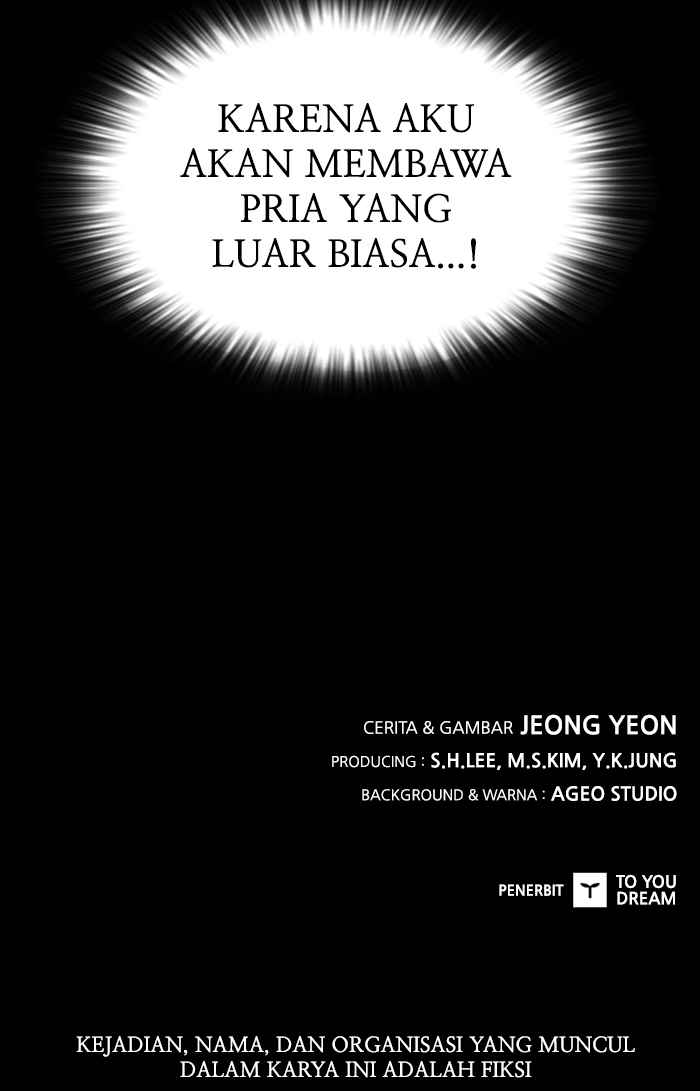 KARENA AKU
AKAN MEMBAWA
PRIA YANG
LUAR BIASA...!
CERITA & GAMBAR JEONG YEON
PRODUCING : S.H.LEE, M.S.KIM, Y.K.JUNG
BACKGROUND & WARNA : AGEO STUDIO
PENERBIT TO YOU
DREAM
KEJADIAN, NAMA, DAN ORGANISASI YANG MUNCUL
DALAM KARYA INI ADALAH FIKSI